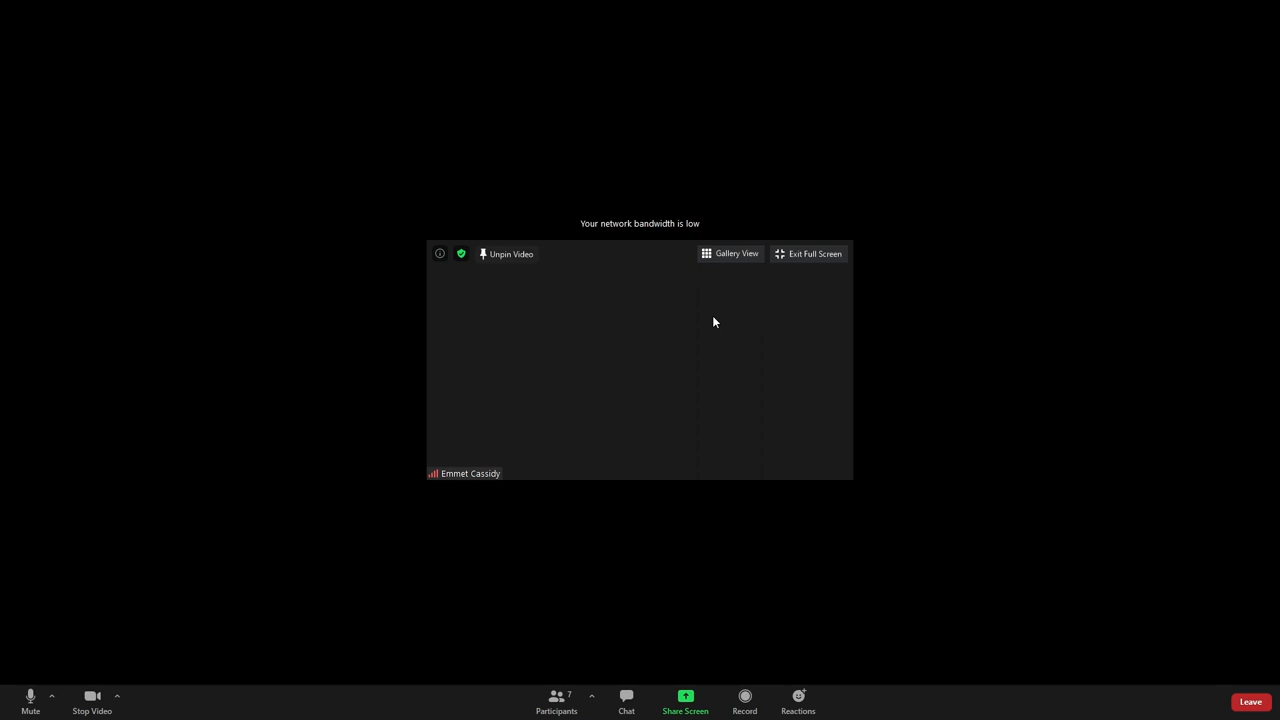 Your network bandwidth is low
Unpin Video
Gallery View
Exit Full Screen
Emmet Cassidy
Mute
Stop Video
Participants
7
Chat
Share Screen
Record
Reactions
Leave